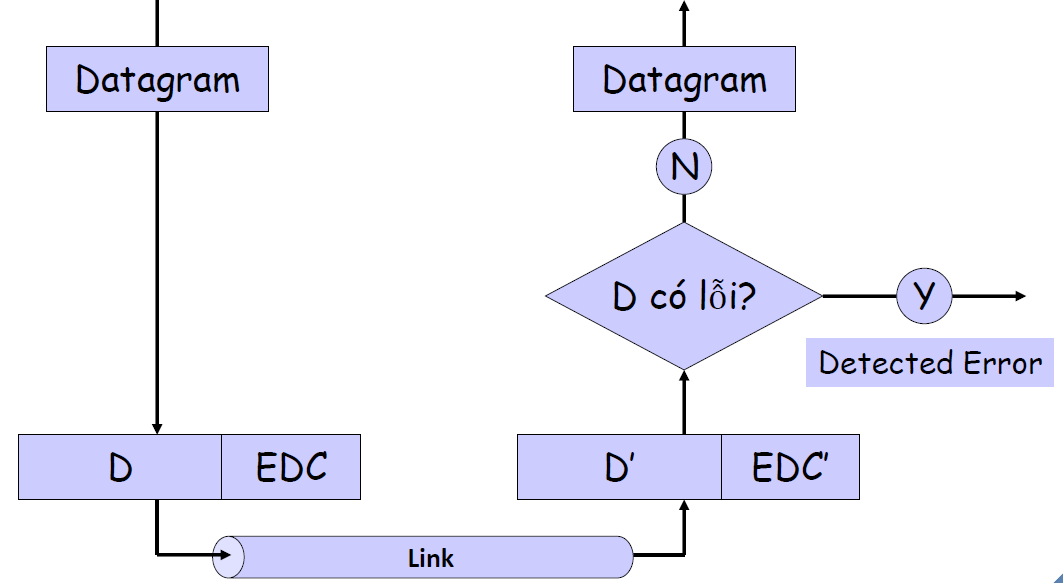 Datagram
Datagram
N
D có lỗi?
Y
Detected Error
D
EDC
D'
EDC'
Link